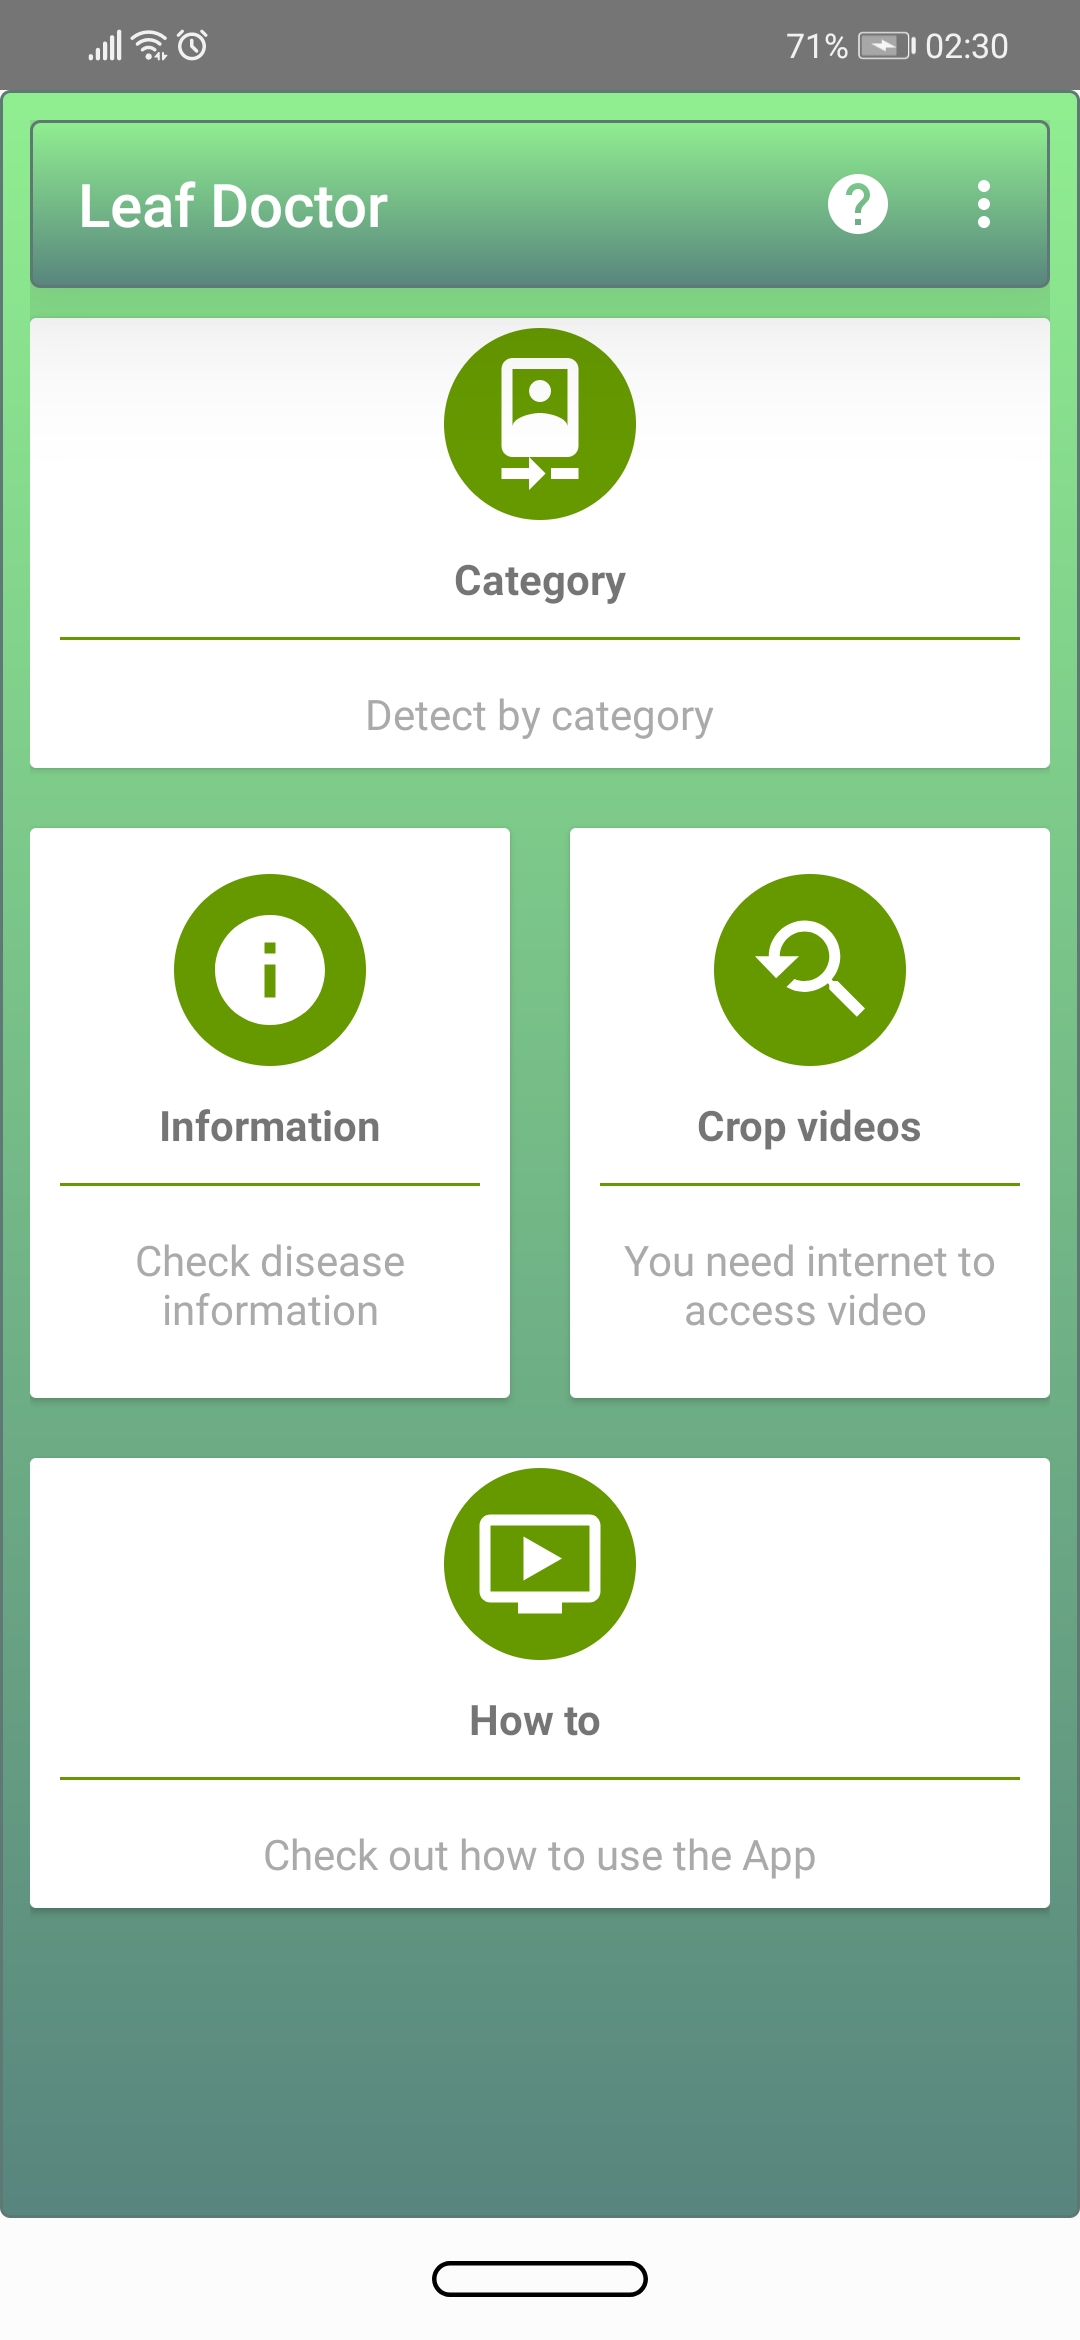 71% 02:30
Leaf Doctor
Category
Detect by category
Information
Check disease
information
Crop videos
You need internet to
access video
How to
Check out how to use the App